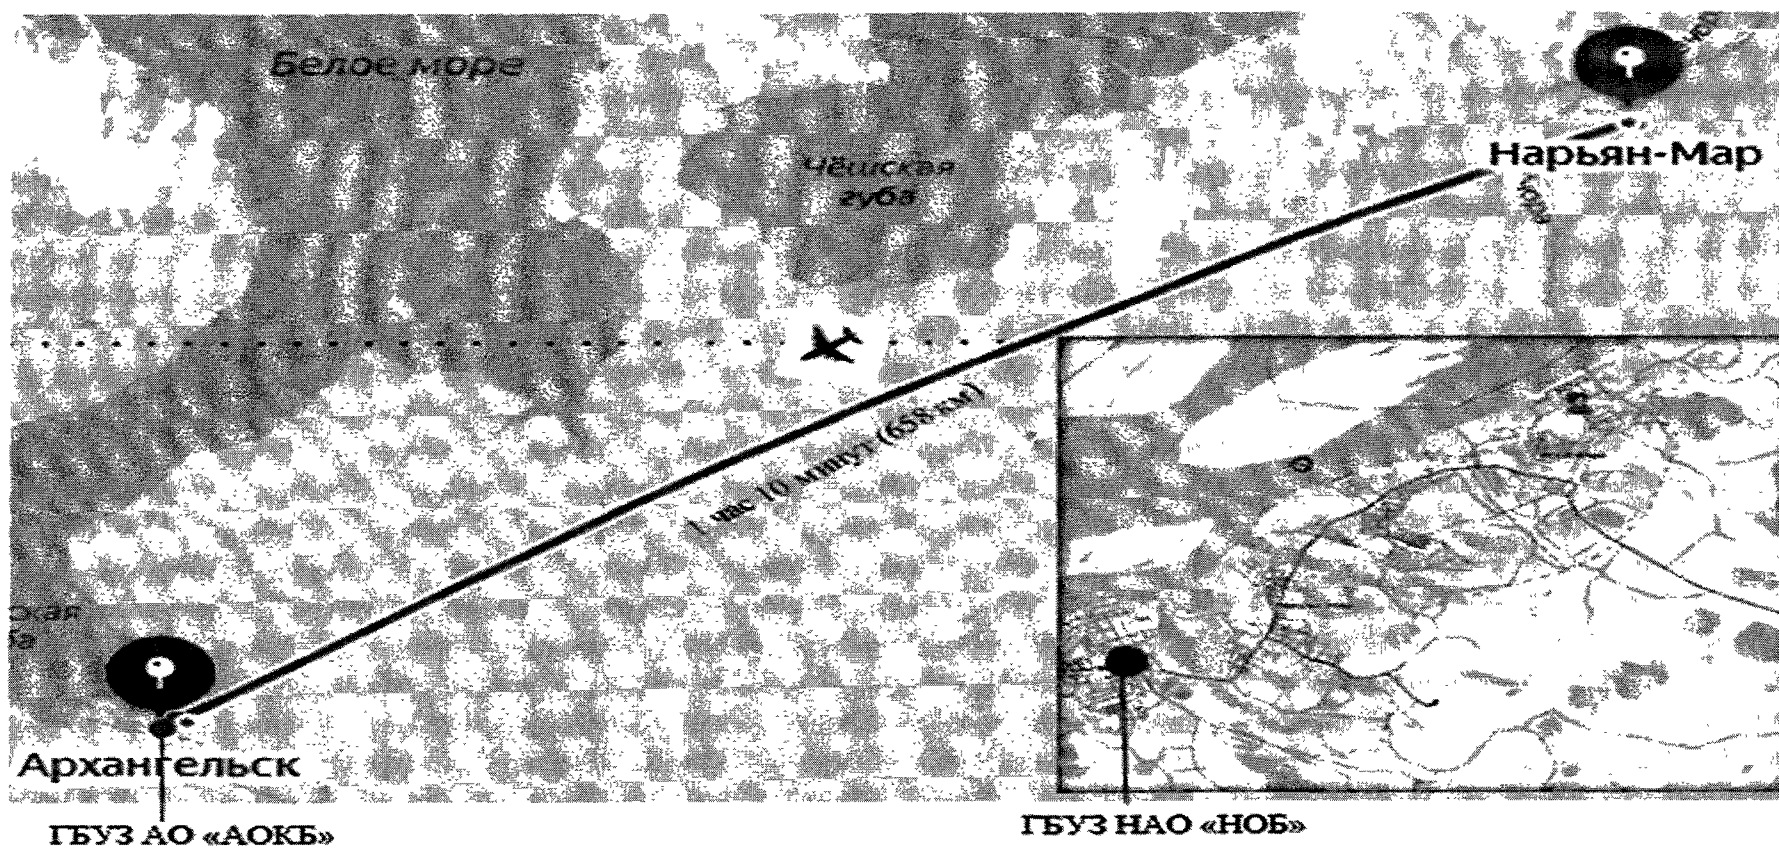 Белое море
Чёшская
губа
Нарьян-Мар
1 час 10 минут (658 км)
Архангельск
ГБУЗ АО «АОКБ»
ГБУЗ НАО «НОБ»